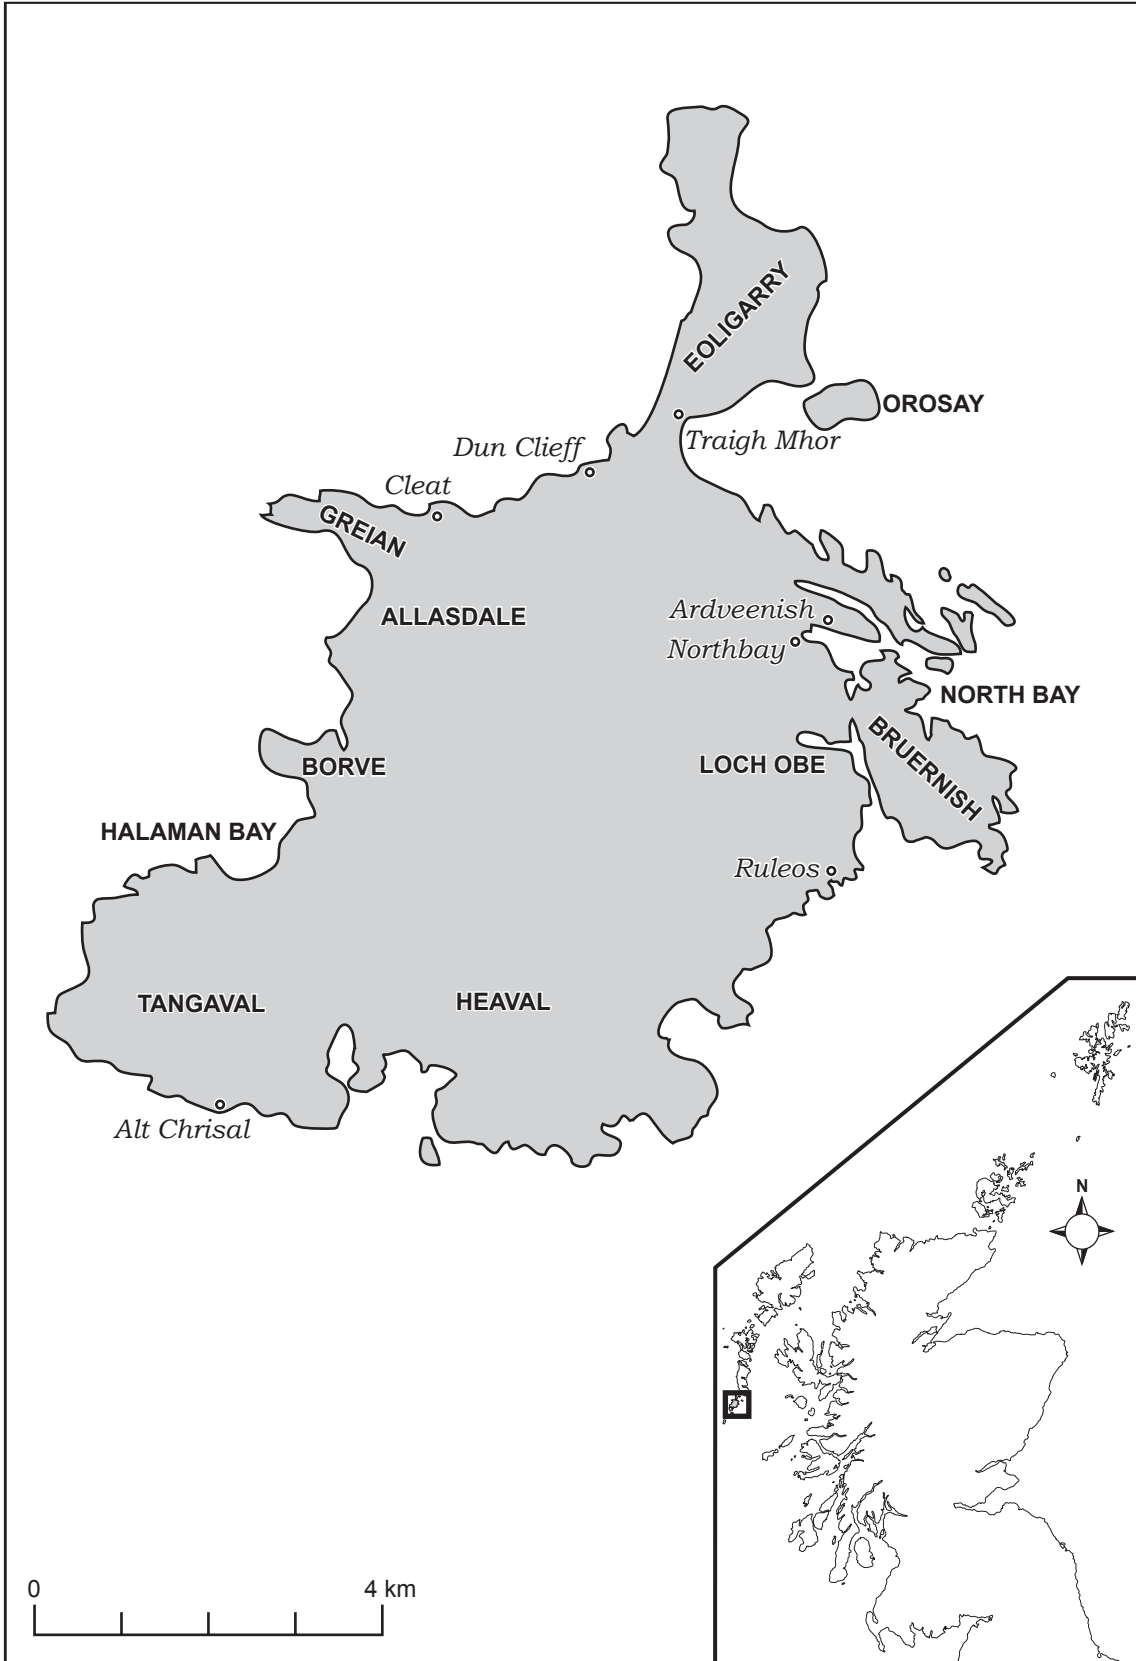 EOLIGARRY
OROSAY
Traigh Mhor
Dun Clieff
Cleat
GREIAN
ALLASDALE
Ardveenish
Northbay
NORTH BAY
BRUERNISH
BORVE
LOCH OBE
HALAMAN BAY
Ruleos
TANGAVAL
HEAVAL
Alt Chrisal
N
0
4 km